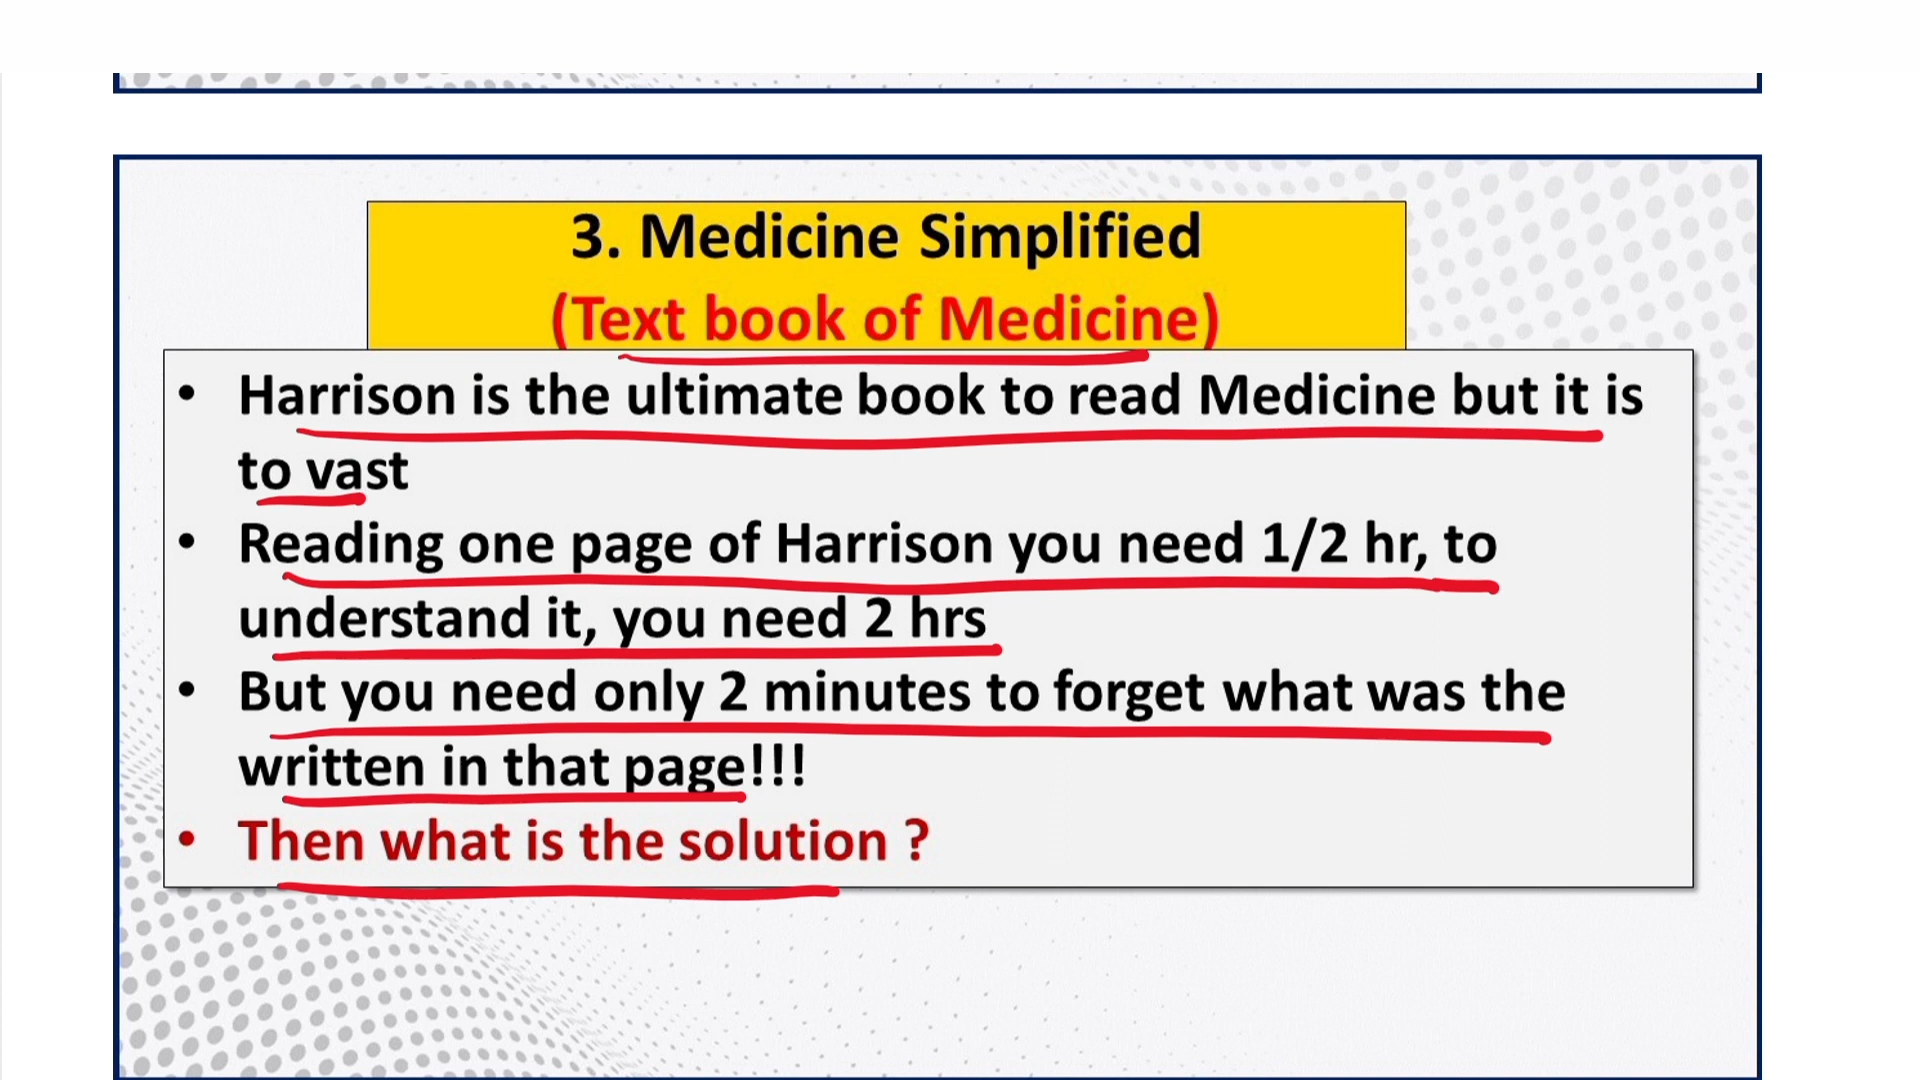 3. Medicine Simplified
(Text book of Medicine)
• Harrison is the ultimate book to read Medicine but it is
to vast
• Reading one page of Harrison you need 1/2 hr, to
understand it, you need 2 hrs
• But you need only 2 minutes to forget what was the
written in that page!!!
• Then what is the solution ?